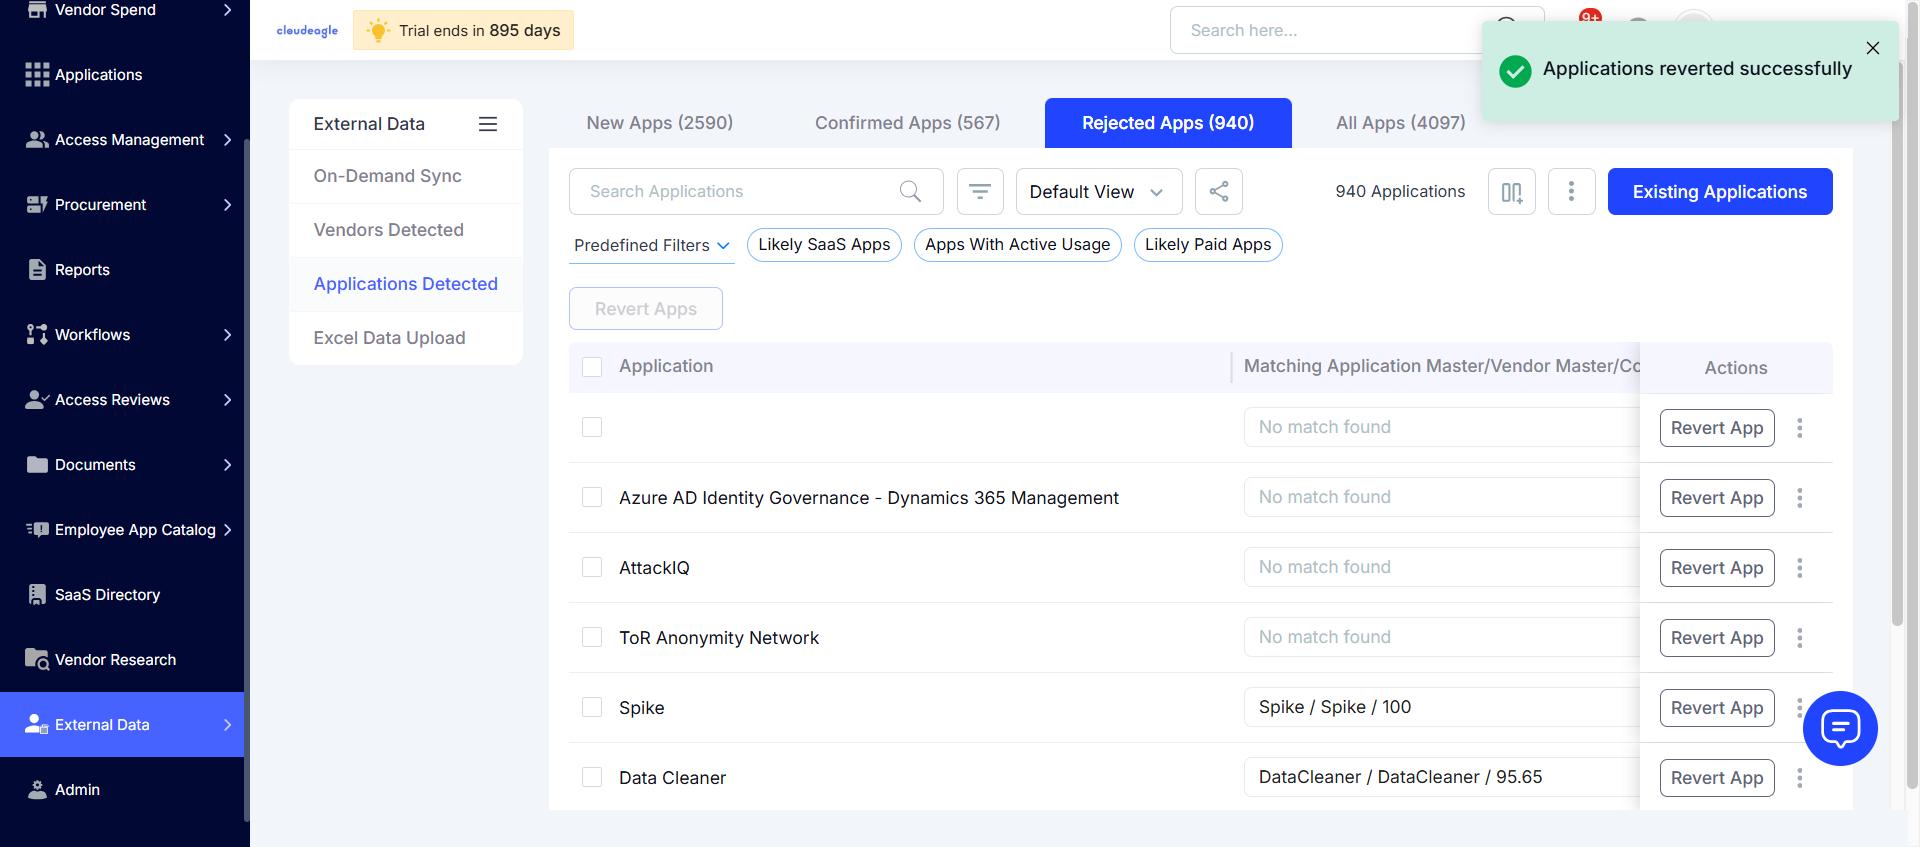 Vendor Spend
Applications
Access Management
Procurement
Reports
Workflows
Access Reviews
Documents
Employee App Catalog
SaaS Directory
Vendor Research
External Data
Admin
cloudeagle
Trial ends in 895 days
Search here...
9+
Applications reverted successfully
External Data
On-Demand Sync
Vendors Detected
Applications Detected
Excel Data Upload
New Apps (2590)
Confirmed Apps (567)
Rejected Apps (940)
All Apps (4097)
Search Applications
Default View
940 Applications
Existing Applications
Predefined Filters
Likely SaaS Apps
Apps With Active Usage
Likely Paid Apps
Revert Apps
Application
Matching Application Master/Vendor Master/Co
Actions
No match found
Revert App
Azure AD Identity Governance - Dynamics 365 Management
No match found
Revert App
AttackIQ
No match found
Revert App
ToR Anonymity Network
No match found
Revert App
Spike
Spike / Spike / 100
Revert App
Data Cleaner
DataCleaner / DataCleaner / 95.65
Revert App